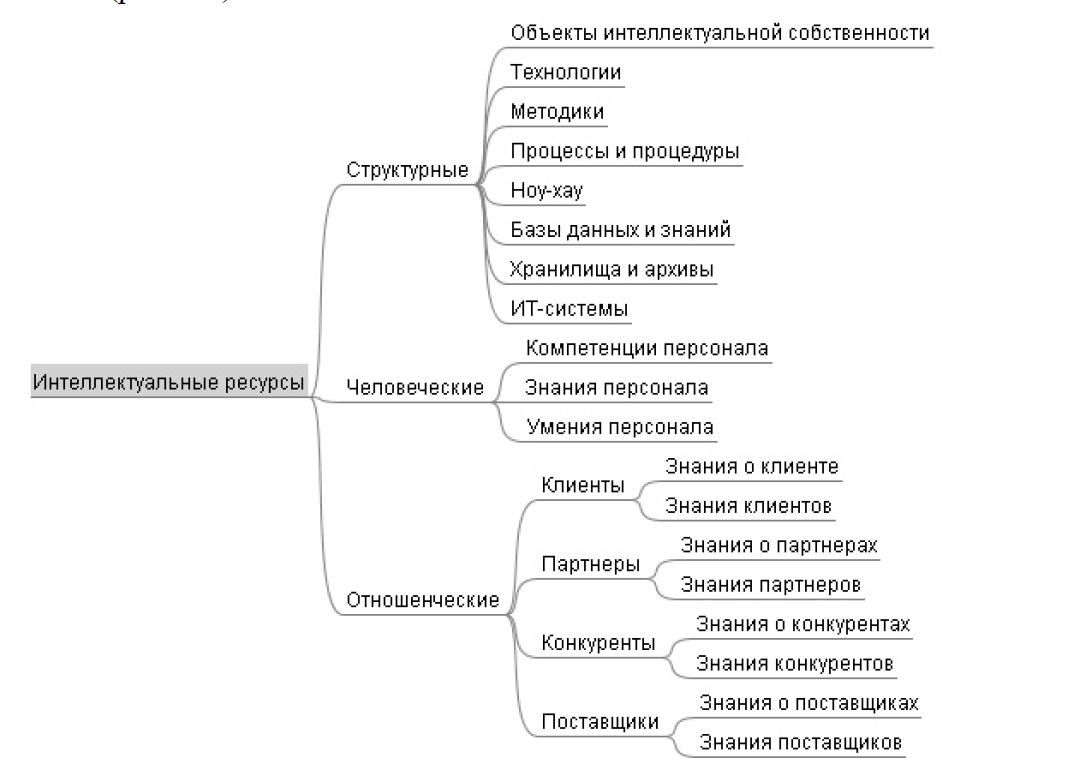 Объекты интеллектуальной собственности
Технологии
Методики
Процессы и процедуры
Структурные
Ноу-хау
Базы данных и знаний
Хранилища и архивы
ИТ-системы
Компетенции персонала
Интеллектуальные ресурсы
Человеческие
Знания персонала
Умения персонала
Знания о клиенте
Клиенты
Знания клиентов
Знания о партнерах
Партнеры
Знания партнеров
Отношенческие
Знания о конкурентах
Конкуренты
Знания конкурентов
Знания о поставщиках
Поставщики
Знания поставщиков